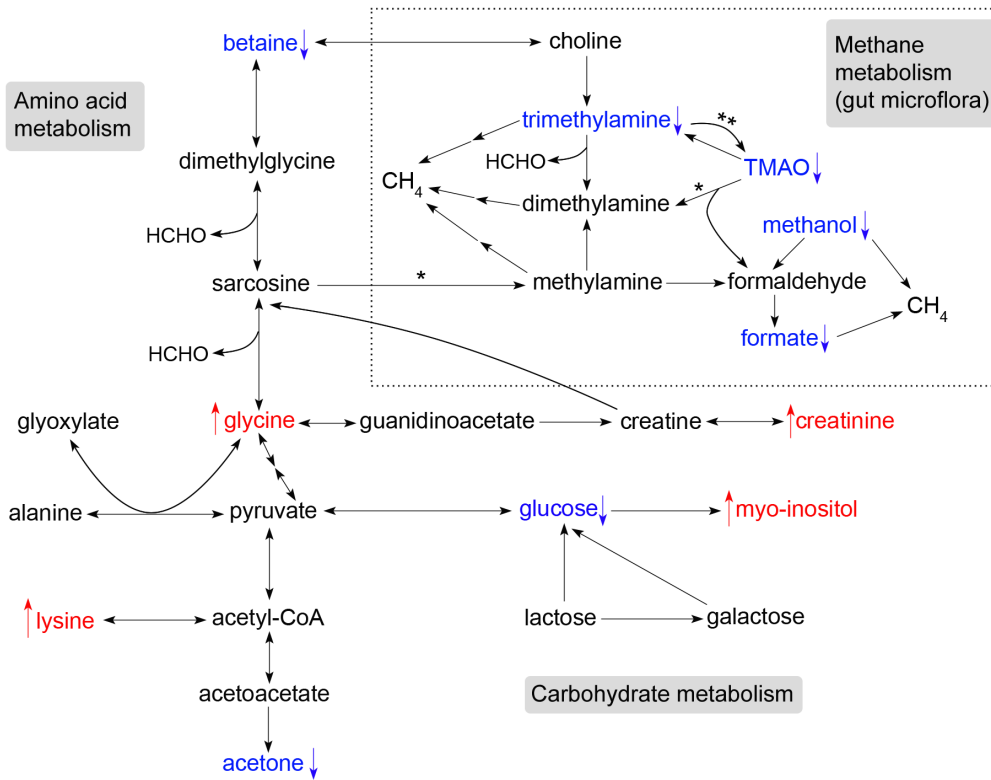 betaine
choline
Methane
metabolism
(gut microflora)
Amino acid
metabolism
trimethylamine
**
HCHO
TMAO
dimethylglycine
CH4
*
dimethylamine
HCHO
methanol
sarcosine
*
methylamine
formaldehyde
CH4
HCHO
formate
glyoxylate
glycine
guanidinoacetate
creatine
creatinine
alanine
pyruvate
glucose
myo-inositol
lysine
acetyl-CoA
lactose
galactose
acetoacetate
Carbohydrate metabolism
acetone